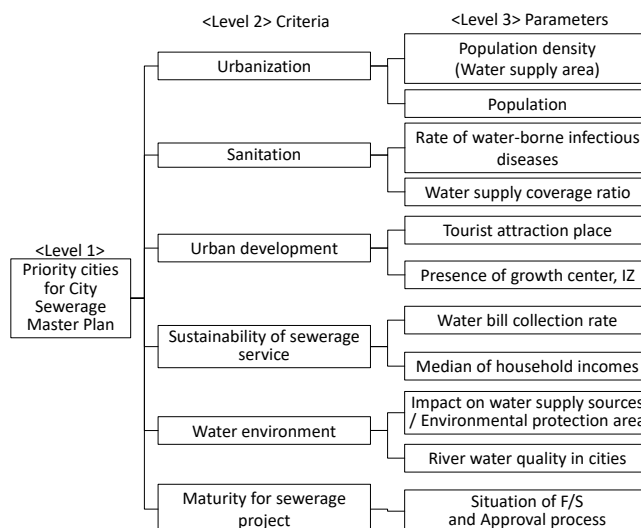 <Level 2> Criteria
<Level 3> Parameters
Urbanization
Population density
(Water supply area)
Population
Sanitation
Rate of water-borne infectious
diseases
Water supply coverage ratio
<Level 1>
Priority cities
for City
Sewerage
Master Plan
Urban development
Tourist attraction place
Presence of growth center, IZ
Sustainability of sewerage
service
Water bill collection rate
Median of household incomes
Water environment
Impact on water supply sources
/ Environmental protection area
River water quality in cities
Maturity for sewerage
project
Situation of F/S
and Approval process